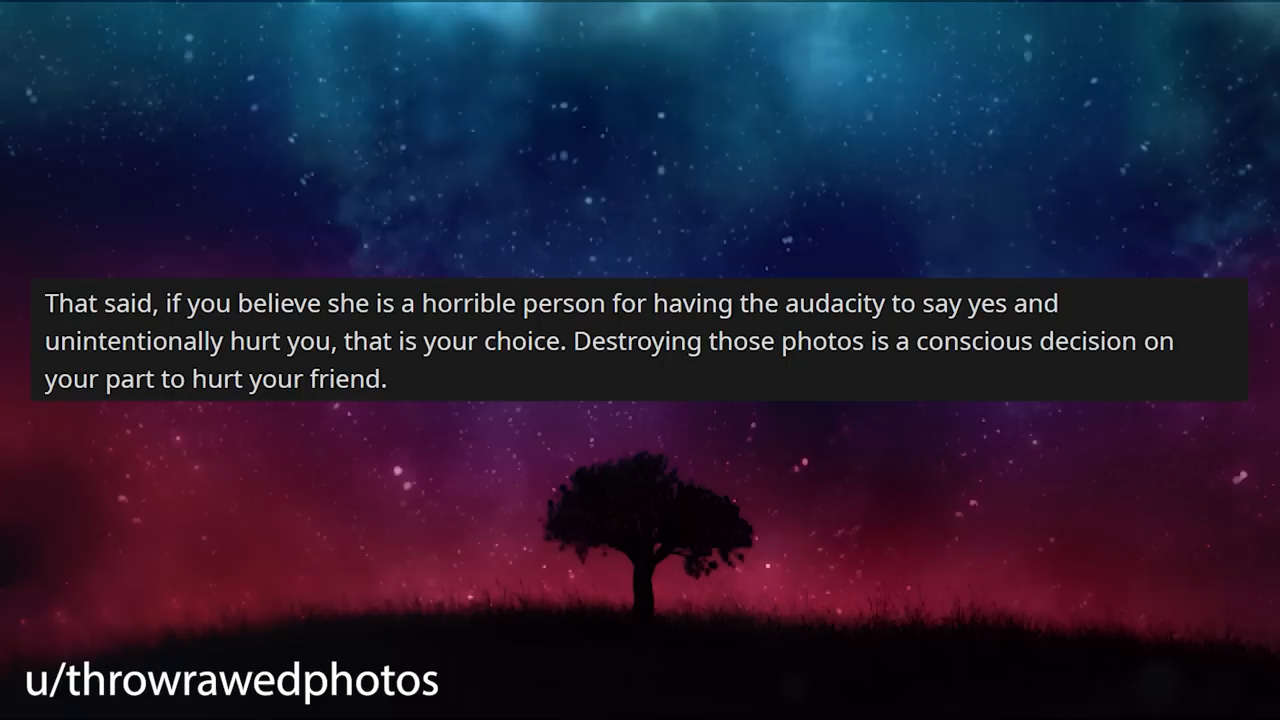 That said, if you believe she is a horrible person for having the audacity to say yes and
unintentionally hurt you, that is your choice. Destroying those photos is a conscious decision on
your part to hurt your friend.
u/throwrawedphotos